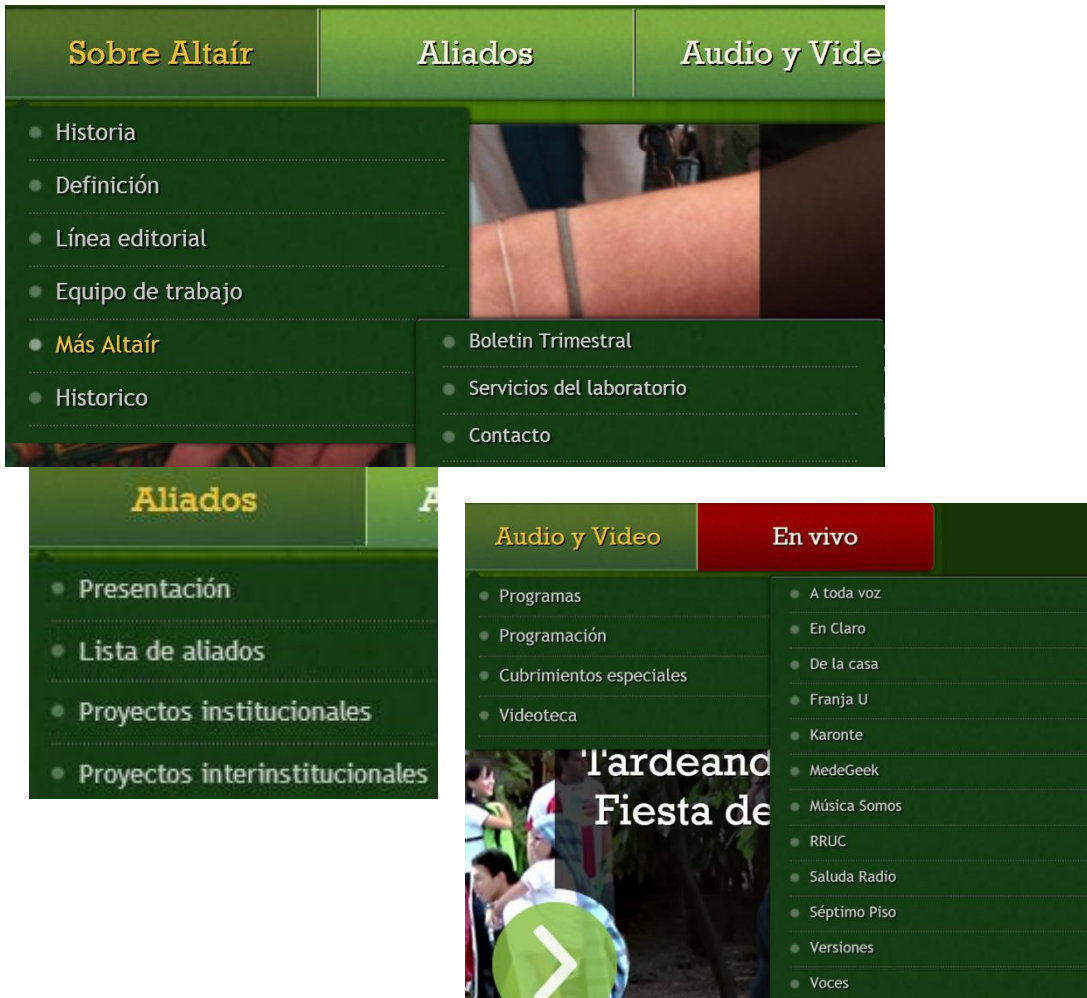 Sobre Altaír
Aliados
Audio y Video
Historia
Definición
Línea editorial
Equipo de trabajo
Más Altaír
Historico
Boletin Trimestral
Servicios del laboratorio
Contacto
Aliados
A
Presentación
Lista de aliados
Proyectos institucionales
Proyectos interinstitucionales
Audio y Video
En vivo
Programas
Programación
Cubrimientos especiales
Videoteca
A toda voz
En Claro
De la casa
Franja U
Karonte
MedeGeek
Música Somos
RRUC
Saluda Radio
Séptimo Piso
Versiones
Voces
Tardeand
Fiesta de